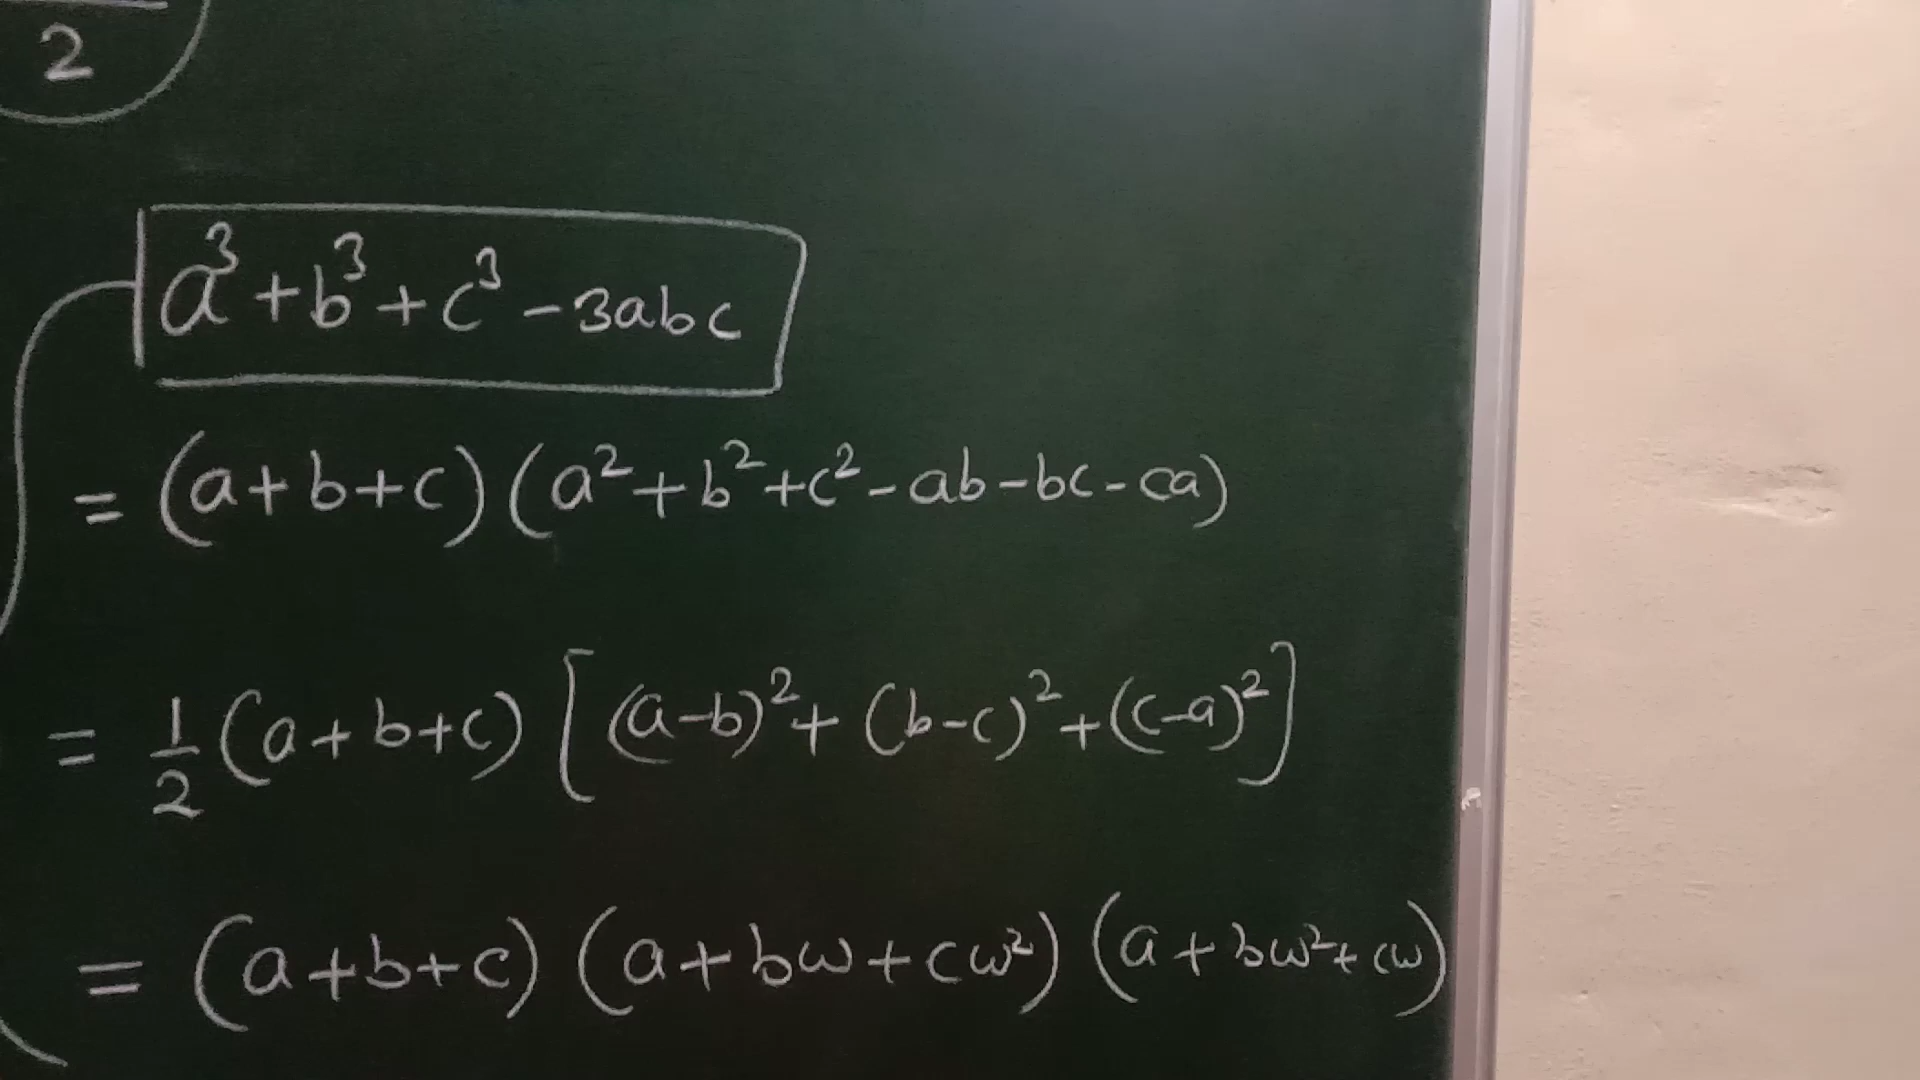 2
a³+b³+c³-3abc
= (a+b+c)(a²+b²+c²-ab-bc-ca)
= 1/2 (a+b+c) [(a-b)²+(b-c)²+(c-a)²]
= (a+b+c) (a+bω+cω²) (a+bω²+cω)